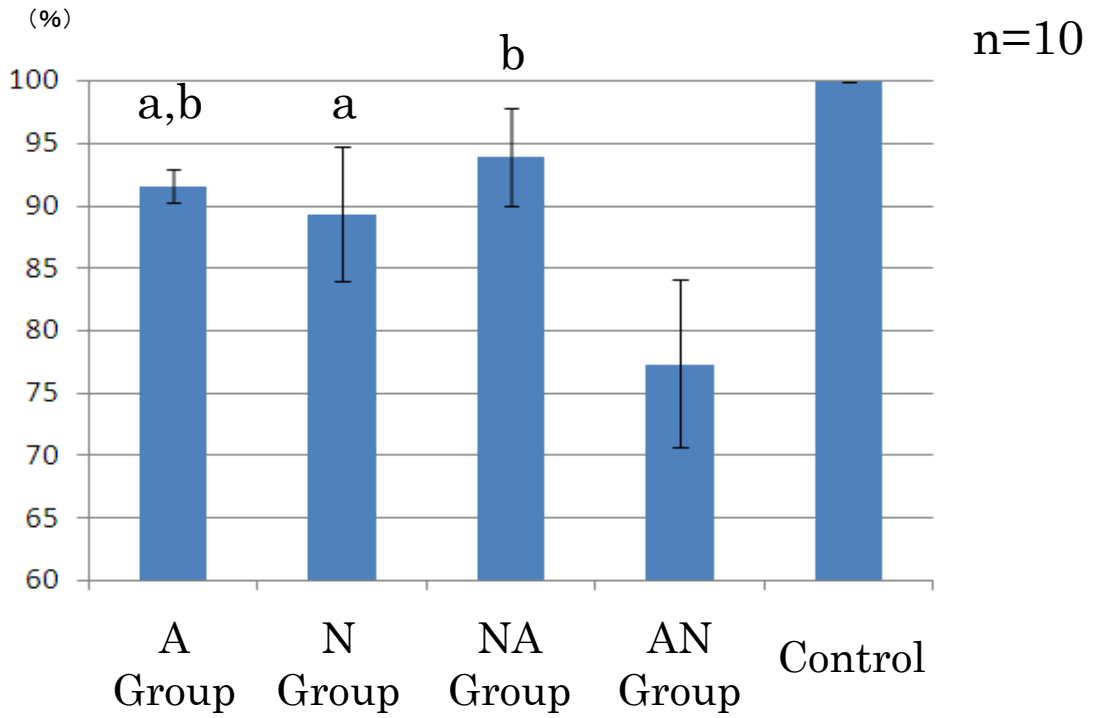 （%）
n=10
b
a,b
a
100
95
90
85
80
75
70
65
60
A
Group
N
Group
NA
Group
AN
Group
Control